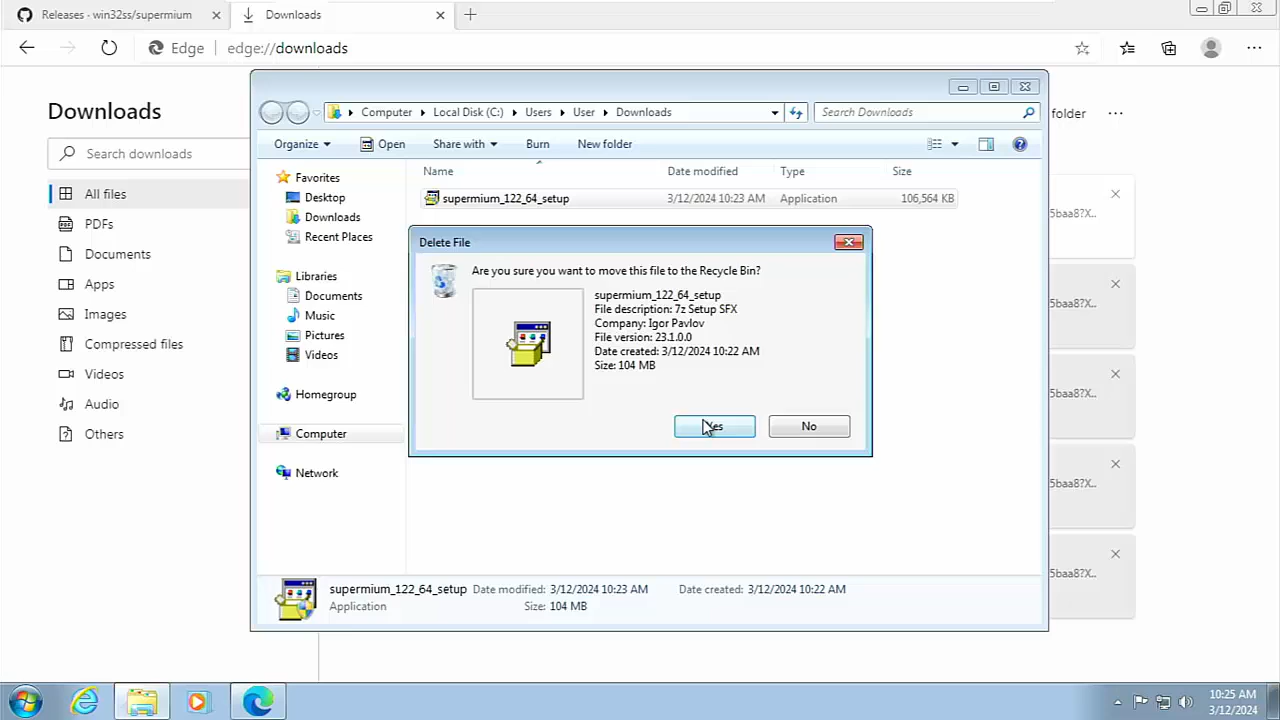 Releases · win32ss/supermium
Downloads
Edge
edge://downloads
Downloads
Search downloads
All files
PDFs
Documents
Apps
Images
Compressed files
Videos
Audio
Others
folder
5baa8?X..
5baa8?X..
5baa8?X..
5baa8?X..
5baa8?X..
Computer
Local Disk (C:)
Users
User
Downloads
Search Downloads
Organize
Open
Share with
Burn
New folder
Favorites
Desktop
Downloads
Recent Places
Libraries
Documents
Music
Pictures
Videos
Homegroup
Computer
Network
Name
Date modified
Type
Size
supermium_122_64_setup
3/12/2024 10:23 AM
Application
106,564 KB
Delete File
Are you sure you want to move this file to the Recycle Bin?
supermium_122_64_setup
File description: 7z Setup SFX
Company: Igor Pavlov
File version: 23.1.0.0
Date created: 3/12/2024 10:22 AM
Size: 104 MB
Yes
No
supermium_122_64_setup
Date modified: 3/12/2024 10:23 AM
Date created: 3/12/2024 10:22 AM
Application
Size: 104 MB
10:25 AM
3/12/2024